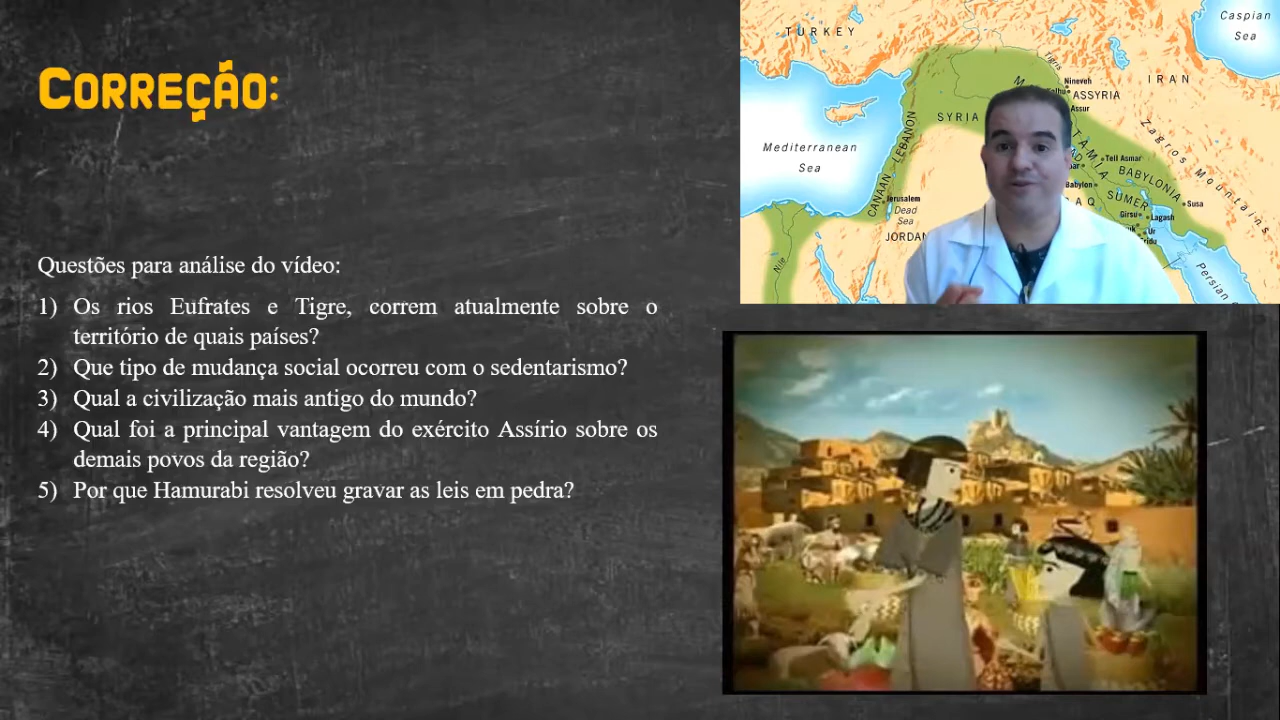 CORREÇÃO:
Questões para análise do vídeo:
1) Os rios Eufrates e Tigre, correm atualmente sobre o
território de quais países?
2) Que tipo de mudança social ocorreu com o sedentarismo?
3) Qual a civilização mais antigo do mundo?
4) Qual foi a principal vantagem do exército Assírio sobre os
demais povos da região?
5) Por que Hamurabi resolveu gravar as leis em pedra?
Caspian
Sea
TURKEY
Tigris
Nineveh
IRAN
ASSYRIA
Assur
SYRIA
LEBANON
Mediterranean
Sea
Zagros Mountains
Tell Asmar
BABYLONIA
Babylon
CANAAN
Jerusalem
SUMER
Susa
Dead
Sea
Girsu
Lagash
Ur
JORDAN
Nile
Persian